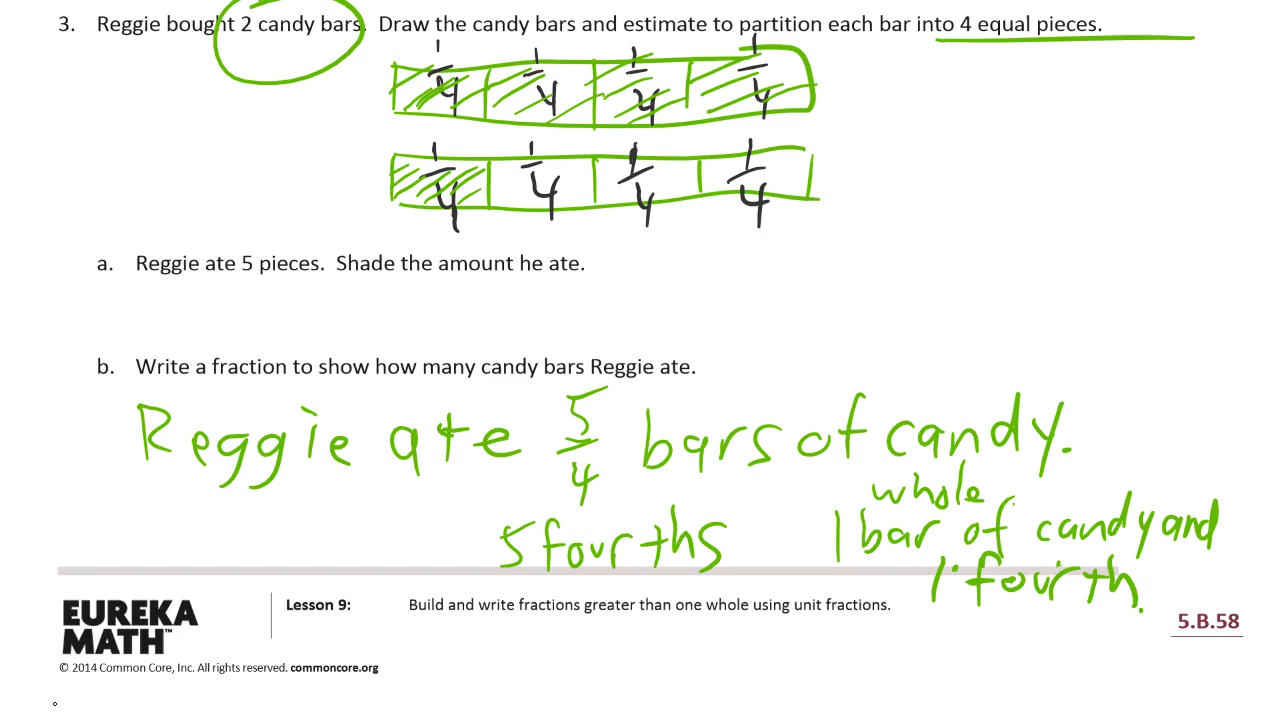 3. Reggie bought 2 candy bars. Draw the candy bars and estimate to partition each bar into 4 equal pieces.
1/4 1/4 1/4 1/4
1/4 1/4 1/4 1/4
a. Reggie ate 5 pieces. Shade the amount he ate.
b. Write a fraction to show how many candy bars Reggie ate.
Reggie ate 5/4 bars of candy.
5 fourths
whole
1 bar of candy and
1 fourth.
EUREKA
MATH™
Lesson 9: Build and write fractions greater than one whole using unit fractions.
5.B.58
© 2014 Common Core, Inc. All rights reserved. commoncore.org